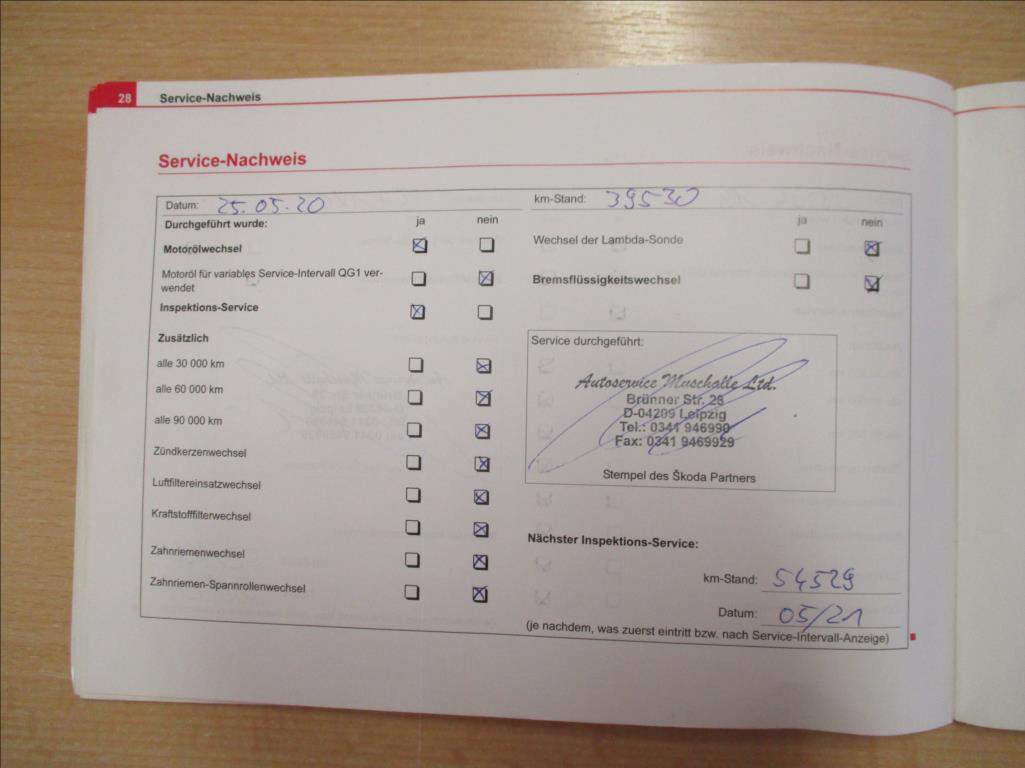 28 Service-Nachweis
Service-Nachweis
Datum: 25.05.20 km-Stand: 39530
Durchgeführt wurde: ja nein ja nein
Motorölwechsel
Wechsel der Lambda-Sonde
Motoröl für variables Service-Intervall QG1 ver-
wendet
Bremsflüssigkeitswechsel
Inspektions-Service
Zusätzlich
alle 30 000 km
alle 60 000 km
alle 90 000 km
Zündkerzenwechsel
Luftfiltereinsatzwechsel
Kraftstofffilterwechsel
Zahnriemenwechsel
Zahnriemen-Spannrollenwechsel
Service durchgeführt:
Autoservice Muschalle Ltd.
Brünner Str. 28
D-04209 Leipzig
Tel.: 0341 946990
Fax: 0341 9469929
Stempel des Škoda Partners
Nächster Inspektions-Service:
km-Stand: 54529
Datum: 05/21
(je nachdem, was zuerst eintritt bzw. nach Service-Intervall-Anzeige)